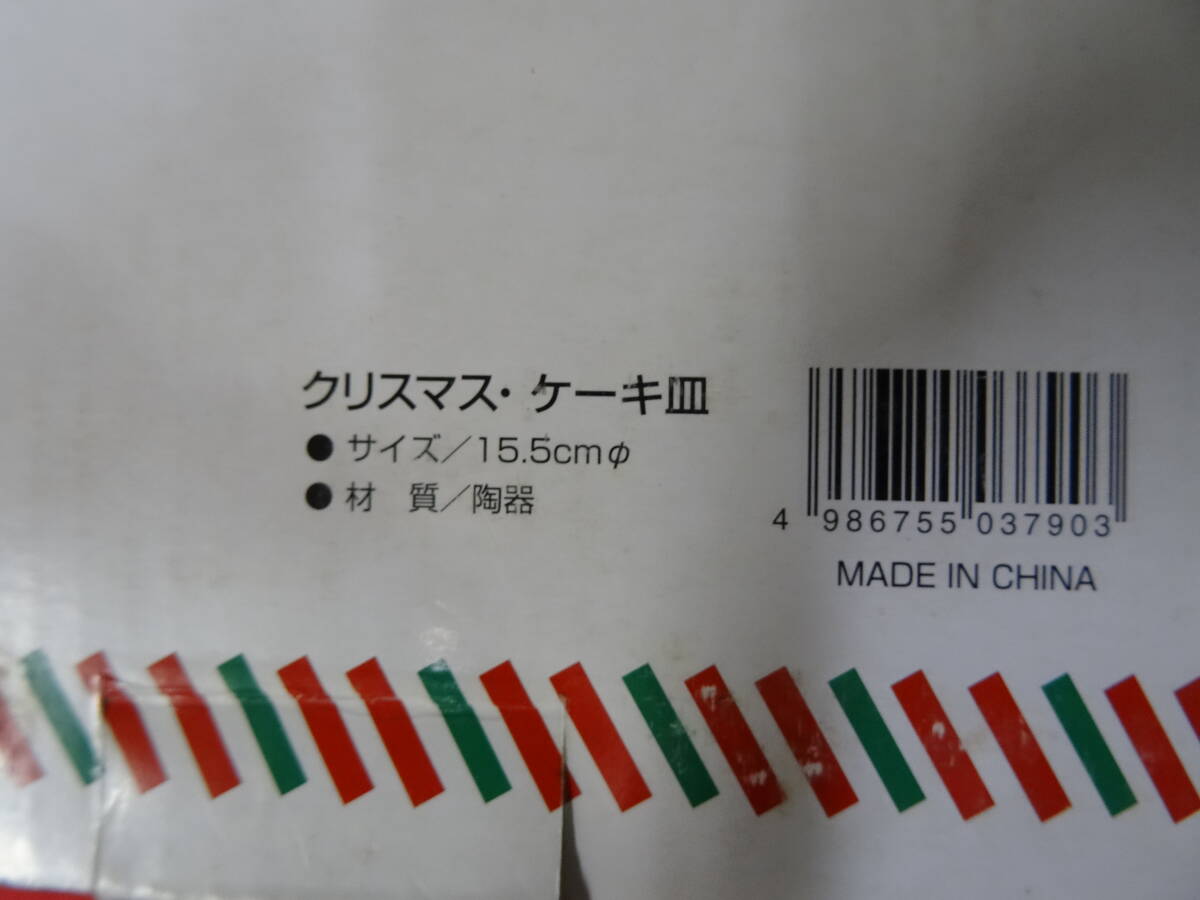 クリスマス・ケーキ皿
● サイズ／15.5cmφ
● 材　質／陶器
4 986755 037903
MADE IN CHINA